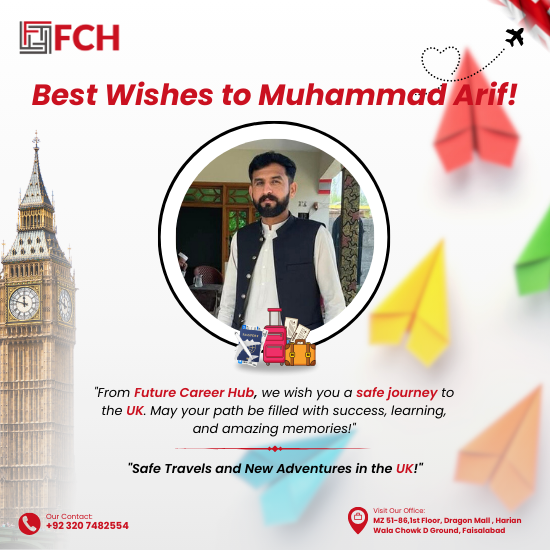 FCH
Best Wishes to Muhammad Arif!
"From Future Career Hub, we wish you a safe journey to
the UK. May your path be filled with success, learning,
and amazing memories!"
"Safe Travels and New Adventures in the UK!"
Our Contact:
+92 320 7482554
Visit Our Office:
MZ 51-86,1st Floor, Dragon Mall , Harian
Wala Chowk D Ground, Faisalabad